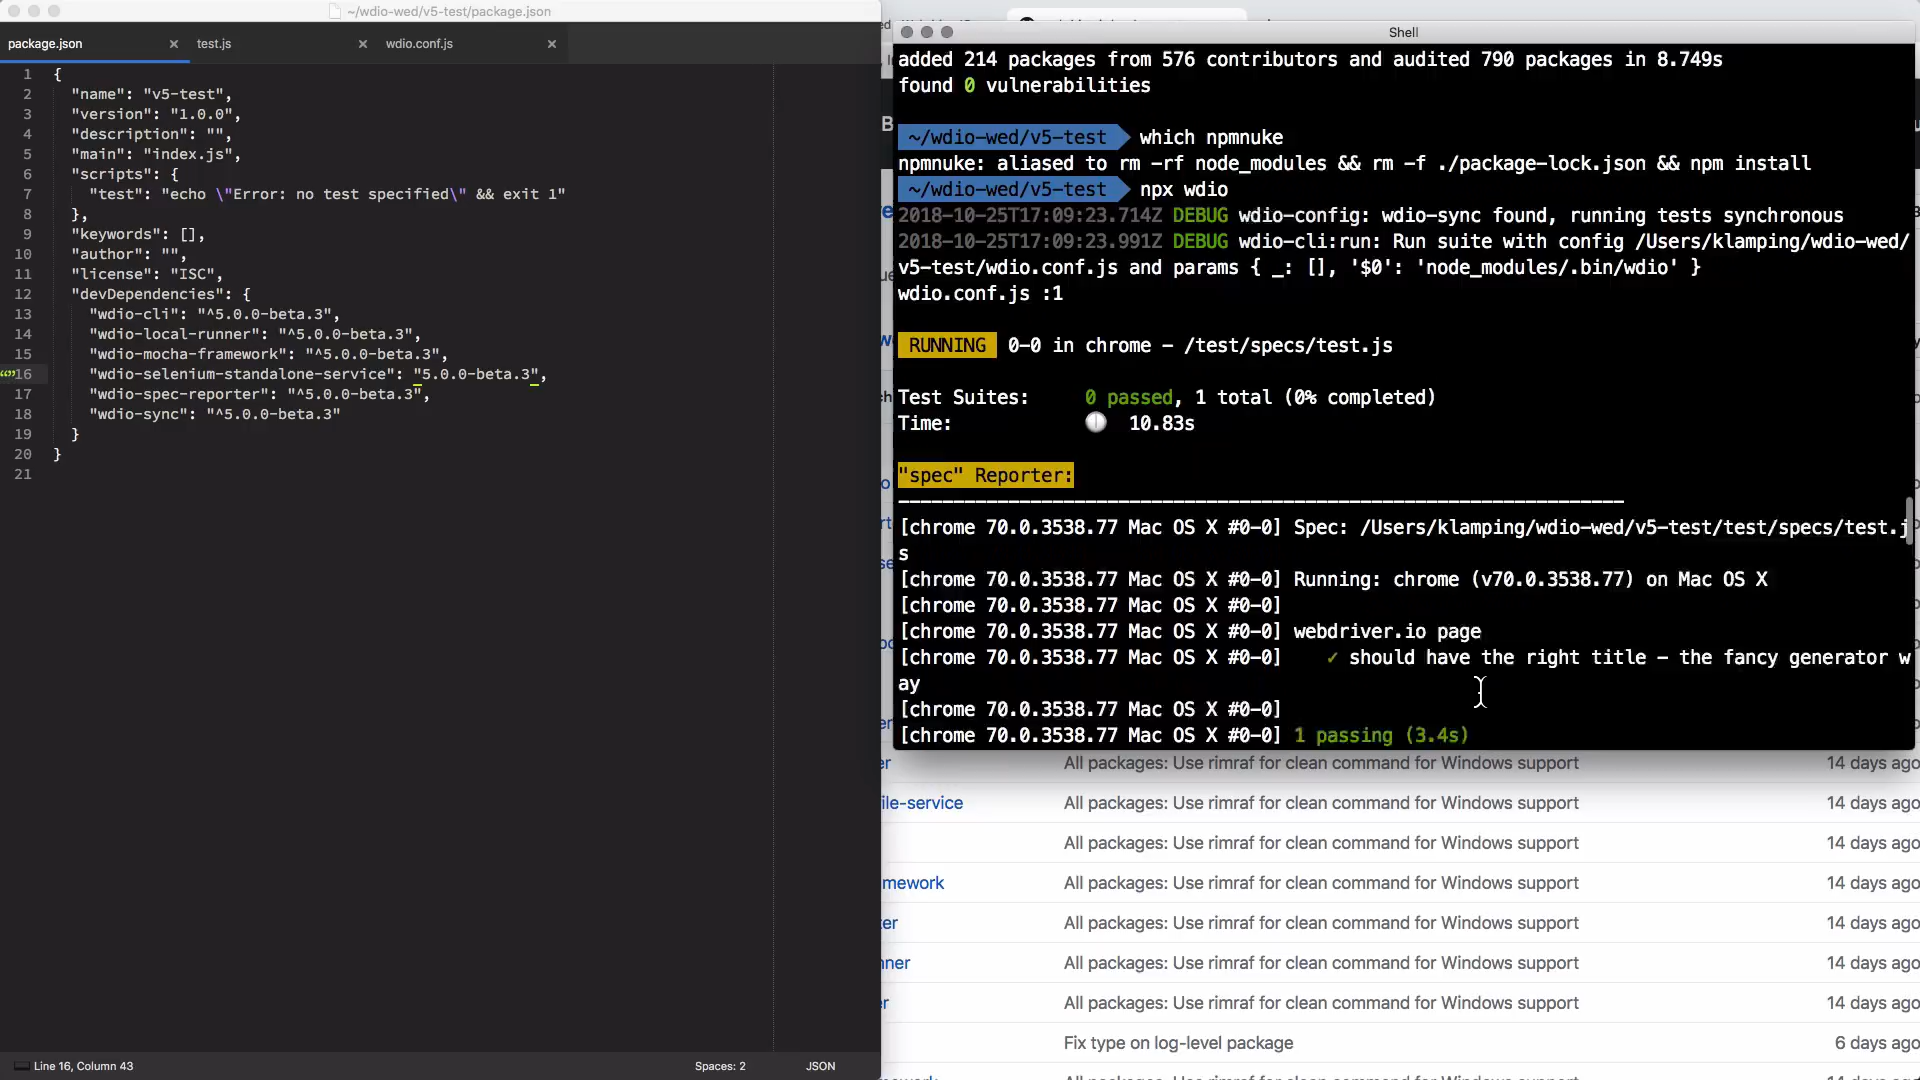 ~/wdio-wed/v5-test/package.json
package.json
test.js
wdio.conf.js
1 {
2 "name": "v5-test",
3 "version": "1.0.0",
4 "description": "",
5 "main": "index.js",
6 "scripts": {
7 "test": "echo \"Error: no test specified\" && exit 1"
8 },
9 "keywords": [],
10 "author": "",
11 "license": "ISC",
12 "devDependencies": {
13 "wdio-cli": "^5.0.0-beta.3",
14 "wdio-local-runner": "^5.0.0-beta.3",
15 "wdio-mocha-framework": "^5.0.0-beta.3",
16 "wdio-selenium-standalone-service": "5.0.0-beta.3",
17 "wdio-spec-reporter": "^5.0.0-beta.3",
18 "wdio-sync": "^5.0.0-beta.3"
19 }
20 }
21
Line 16, Column 43
Spaces: 2
JSON
Shell
added 214 packages from 576 contributors and audited 790 packages in 8.749s
found 0 vulnerabilities
~/wdio-wed/v5-test which npmnuke
npmnuke: aliased to rm -rf node_modules && rm -f ./package-lock.json && npm install
~/wdio-wed/v5-test npx wdio
2018-10-25T17:09:23.714Z DEBUG wdio-config: wdio-sync found, running tests synchronous
2018-10-25T17:09:23.991Z DEBUG wdio-cli:run: Run suite with config /Users/klamping/wdio-wed/
v5-test/wdio.conf.js and params { _: [], '$0': 'node_modules/.bin/wdio' }
wdio.conf.js :1
RUNNING 0-0 in chrome - /test/specs/test.js
Test Suites: 0 passed, 1 total (0% completed)
Time: 10.83s
"spec" Reporter:
[chrome 70.0.3538.77 Mac OS X #0-0] Spec: /Users/klamping/wdio-wed/v5-test/test/specs/test.j
s
[chrome 70.0.3538.77 Mac OS X #0-0] Running: chrome (v70.0.3538.77) on Mac OS X
[chrome 70.0.3538.77 Mac OS X #0-0]
[chrome 70.0.3538.77 Mac OS X #0-0] webdriver.io page
[chrome 70.0.3538.77 Mac OS X #0-0] ✓ should have the right title - the fancy generator w
ay
[chrome 70.0.3538.77 Mac OS X #0-0]
[chrome 70.0.3538.77 Mac OS X #0-0] 1 passing (3.4s)
er All packages: Use rimraf for clean command for Windows support 14 days ago
ile-service All packages: Use rimraf for clean command for Windows support 14 days ago
All packages: Use rimraf for clean command for Windows support 14 days ago
mework All packages: Use rimraf for clean command for Windows support 14 days ago
ter All packages: Use rimraf for clean command for Windows support 14 days ago
nner All packages: Use rimraf for clean command for Windows support 14 days ago
er All packages: Use rimraf for clean command for Windows support 14 days ago
Fix type on log-level package 6 days ago